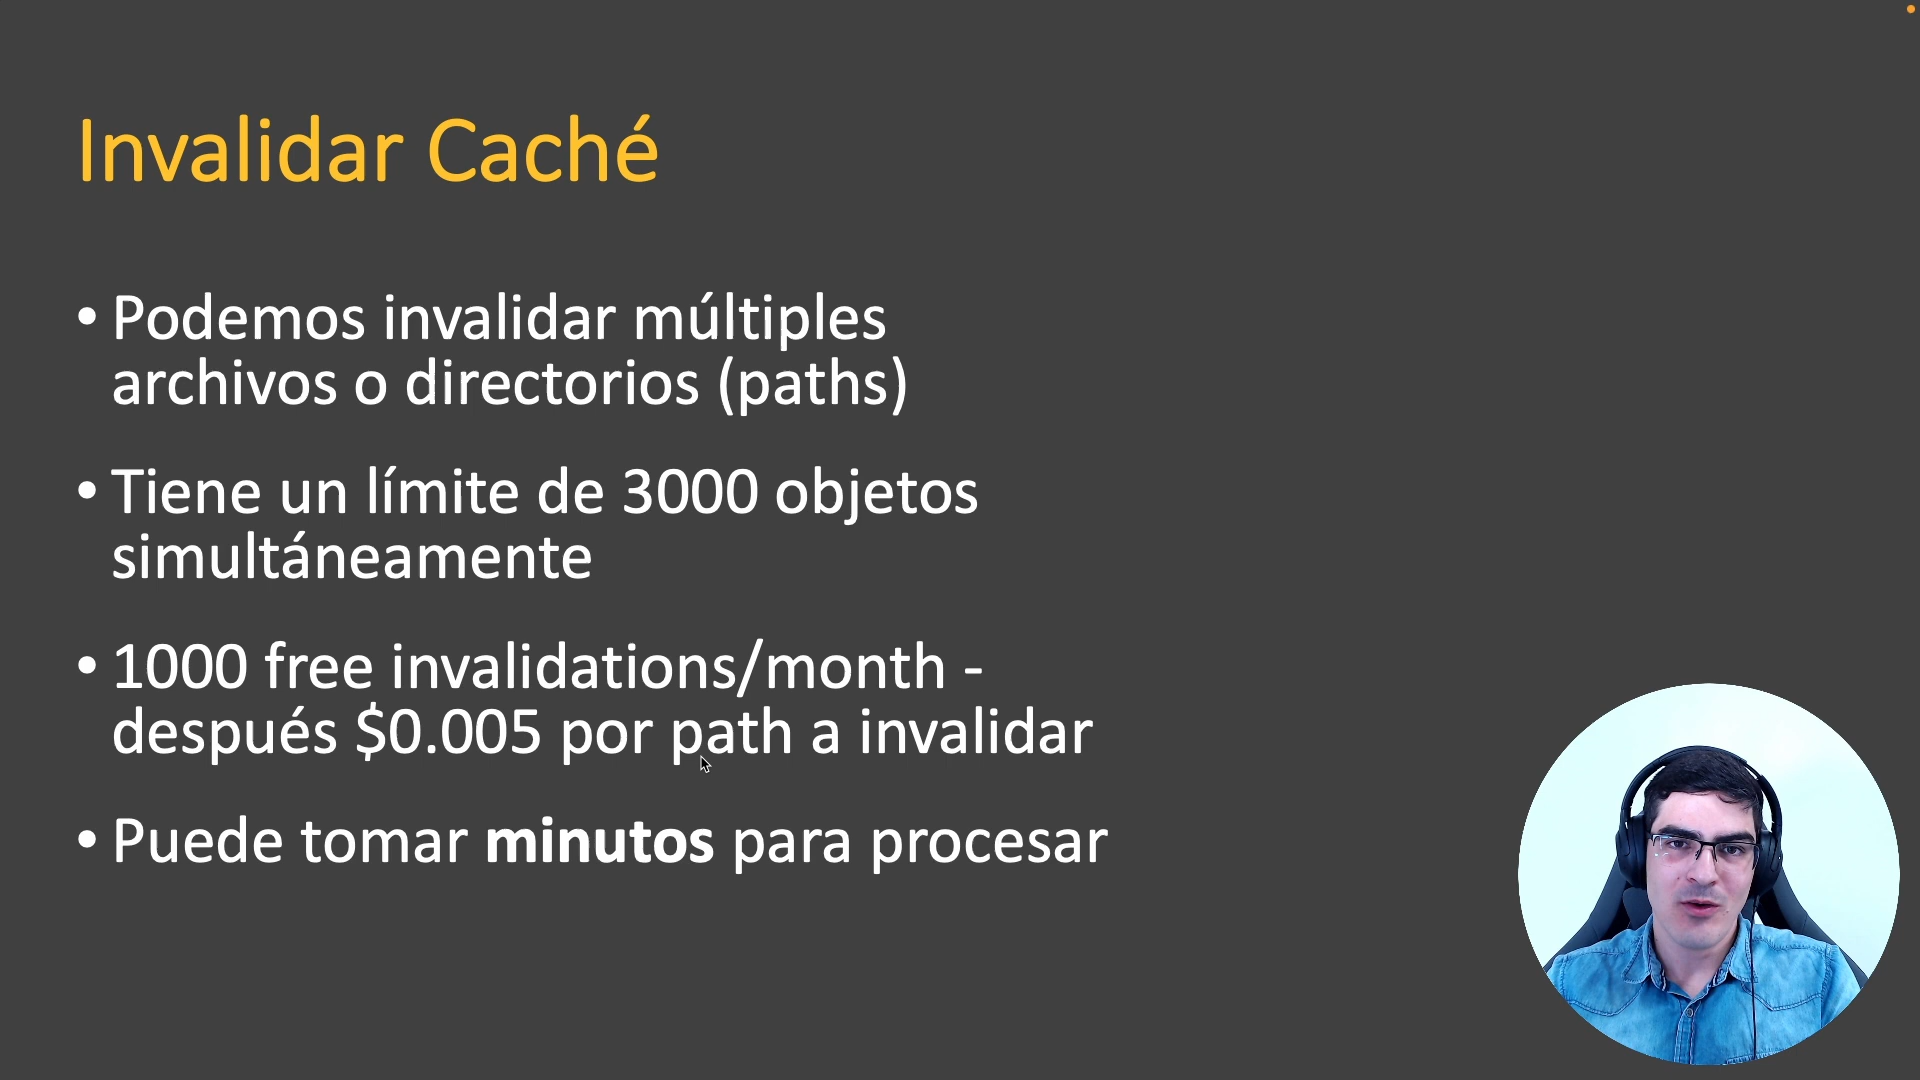 Invalidar Caché
• Podemos invalidar múltiples
archivos o directorios (paths)
• Tiene un límite de 3000 objetos
simultáneamente
• 1000 free invalidations/month -
después $0.005 por path a invalidar
• Puede tomar minutos para procesar